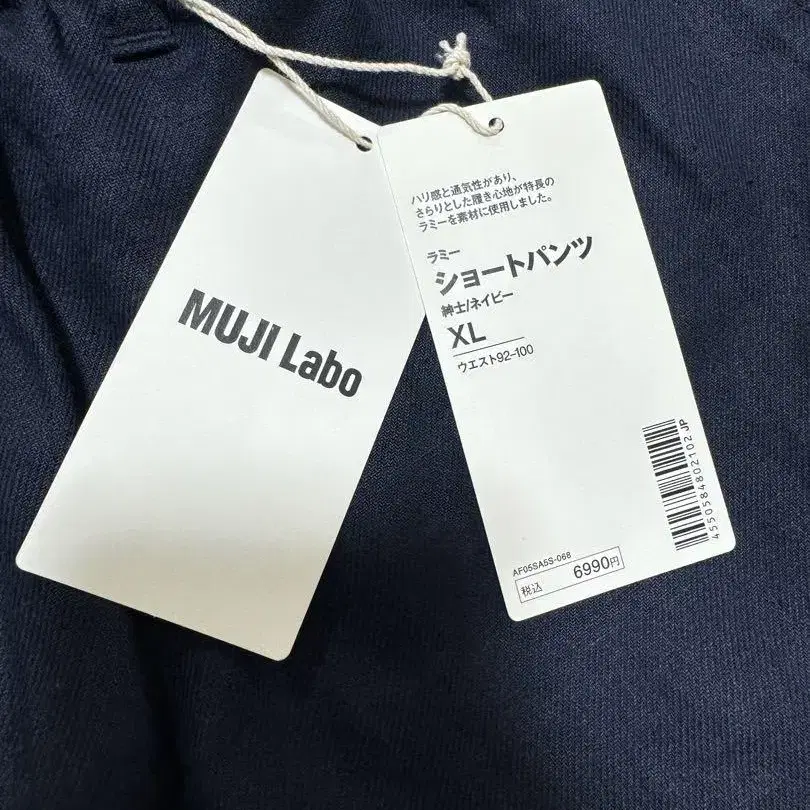 MUJI Labo
ハリ感と通気性があり、
さらりとした履き心地が特長の
ラミーを素材に使用しました。
ラミー
ショートパンツ
紳士/ネイビー
XL
ウエスト92-100
4550584802102 JP
AF05SA5S-068
税込 6990円